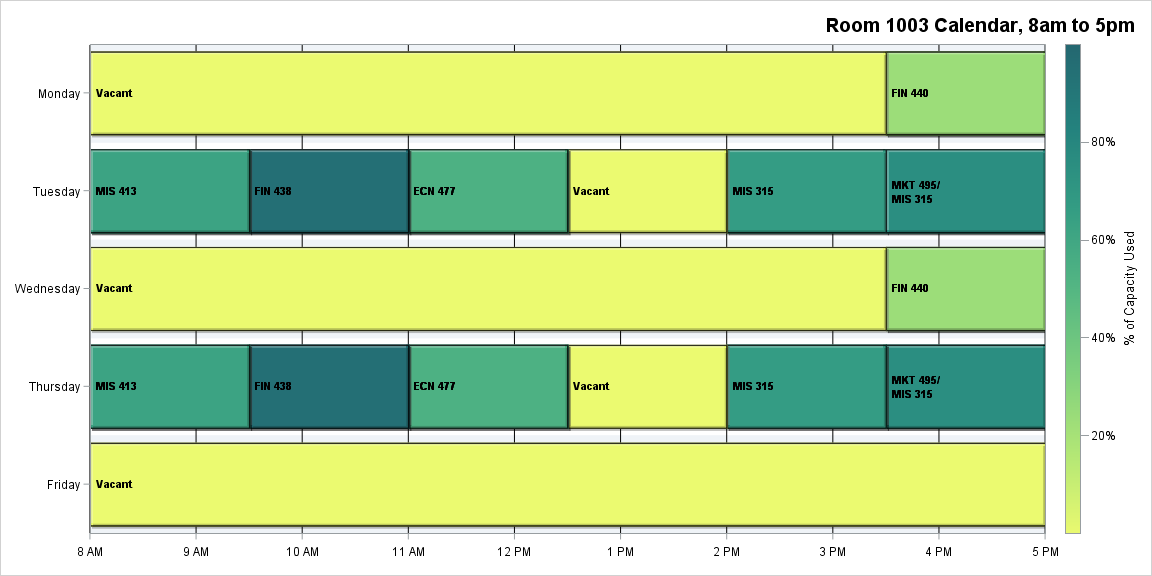 Room 1003 Calendar, 8am to 5pm
Monday
Vacant
FIN 440
Tuesday
MIS 413
FIN 438
ECN 477
Vacant
MIS 315
MKT 495/
MIS 315
Wednesday
Vacant
FIN 440
Thursday
MIS 413
FIN 438
ECN 477
Vacant
MIS 315
MKT 495/
MIS 315
Friday
Vacant
8 AM
9 AM
10 AM
11 AM
12 PM
1 PM
2 PM
3 PM
4 PM
5 PM
80%
60%
40%
20%
% of Capacity Used